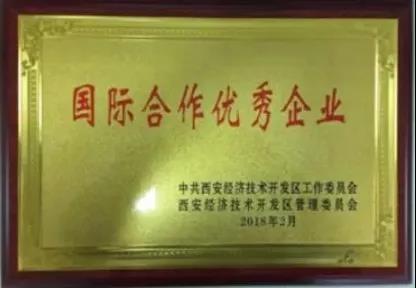 国际合作优秀企业
中共西安经济技术开发区工作委员会
西安经济技术开发区管理委员会
2018年2月